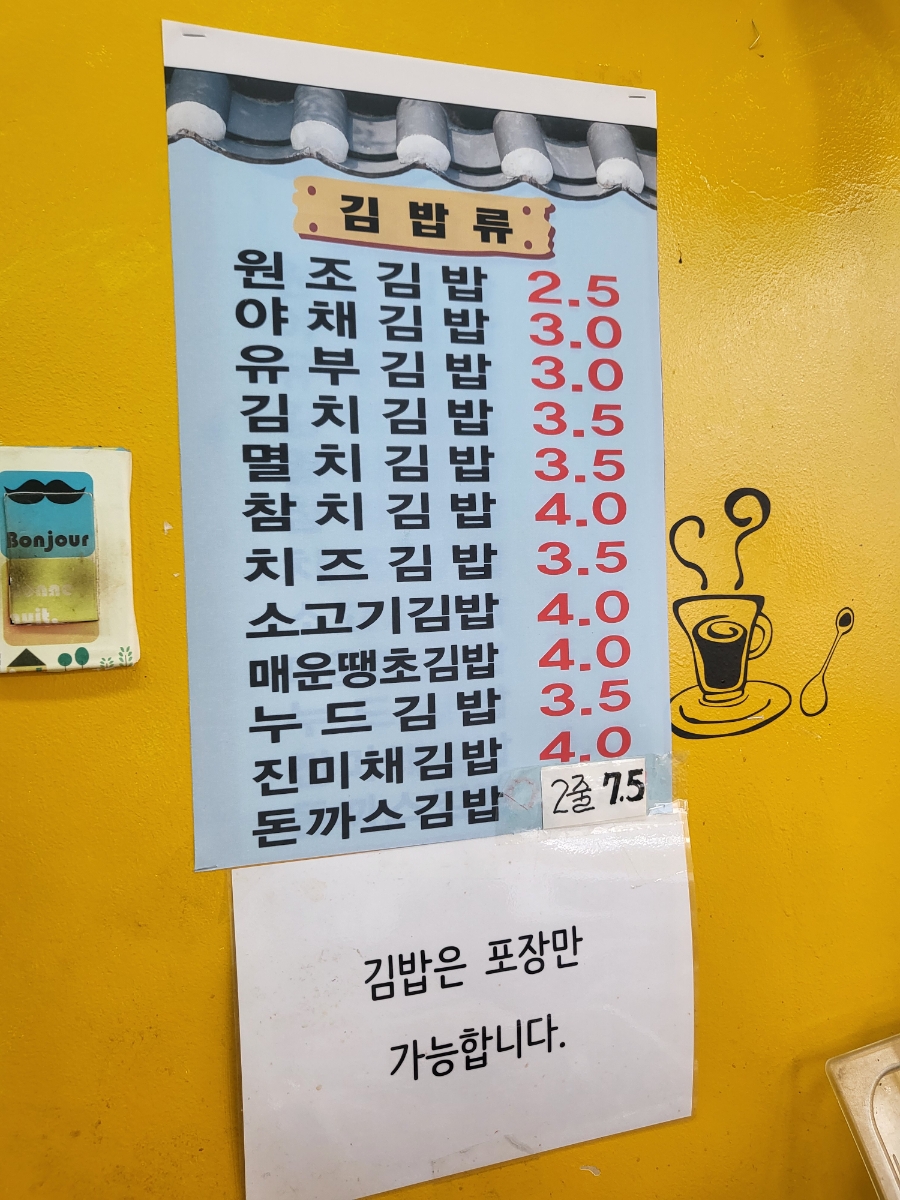 김밥류
원조김밥 2.5
야채김밥 3.0
유부김밥 3.0
김치김밥 3.5
멸치김밥 3.5
참치김밥 4.0
치즈김밥 3.5
소고기김밥 4.0
매운땡초김밥 4.0
누드김밥 3.5
진미채김밥 4.0
돈까스김밥 2줄 7.5
김밥은 포장만
가능합니다.
Bonjour